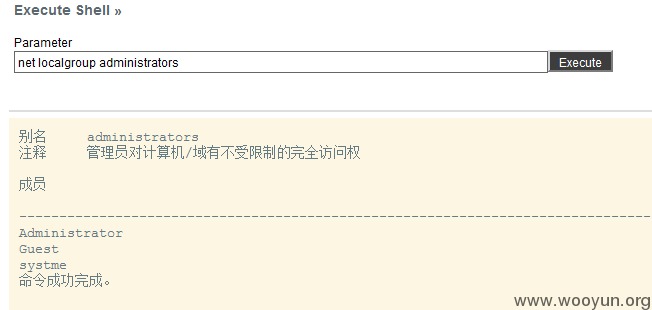 Execute Shell »
Parameter
net localgroup administrators Execute
别名 administrators
注释 管理员对计算机/域有不受限制的完全访问权
成员
-------------------------------------------------------------------------------
Administrator
Guest
systme
命令成功完成。
www.wooyun.org